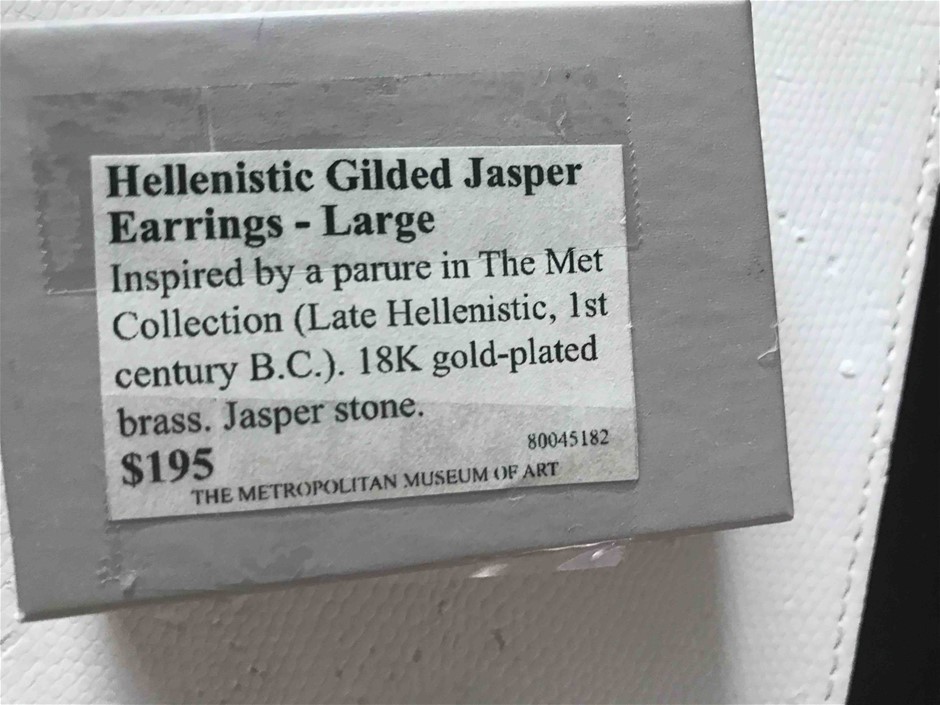 Hellenistic Gilded Jasper
Earrings - Large
Inspired by a parure in The Met
Collection (Late Hellenistic, 1st
century B.C.). 18K gold-plated
brass. Jasper stone.
80045182
$195
THE METROPOLITAN MUSEUM OF ART